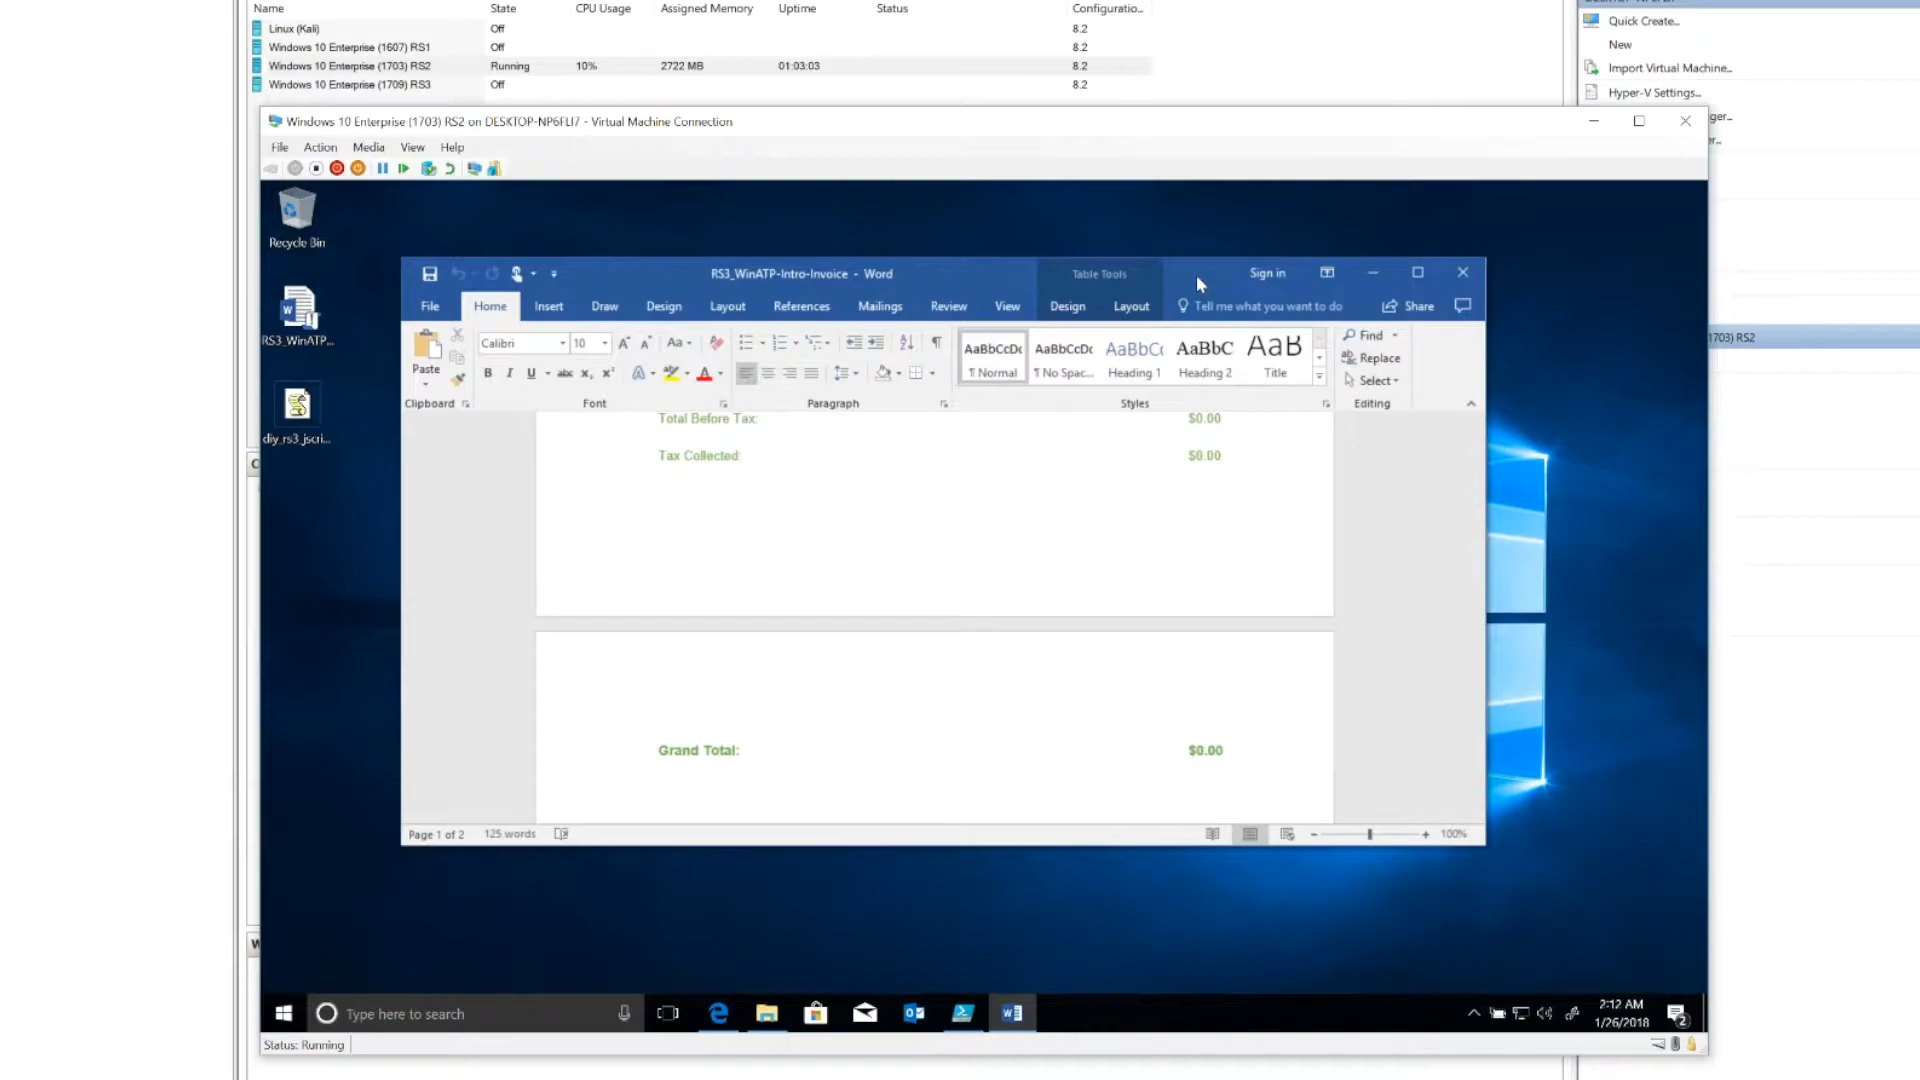 Name State CPU Usage Assigned Memory Uptime Status Configuratio...
Linux (Kali) Off 8.2
Windows 10 Enterprise (1607) RS1 Off 8.2
Windows 10 Enterprise (1703) RS2 Running 10% 2722 MB 01:03:03 8.2
Windows 10 Enterprise (1709) RS3 Off 8.2
Quick Create...
New
Import Virtual Machine...
Hyper-V Settings...
ger...
r...
1703) RS2
Windows 10 Enterprise (1703) RS2 on DESKTOP-NP6FLI7 - Virtual Machine Connection
File Action Media View Help
Recycle Bin
RS3_WinATP...
diy_rs3_jscri...
RS3_WinATP-Intro-Invoice - Word
Table Tools
Sign in
File Home Insert Draw Design Layout References Mailings Review View Design Layout Tell me what you want to do Share
Paste
Calibri 10
Clipboard Font Paragraph Styles Editing
AaBbCcDc AaBbCcDc AaBbCc AaBbC AaB
¶ Normal ¶ No Spac... Heading 1 Heading 2 Title
Find
Replace
Select
Total Before Tax: $0.00
Tax Collected: $0.00
Grand Total: $0.00
Page 1 of 2 125 words 100%
Type here to search
2:12 AM
1/26/2018
2
Status: Running